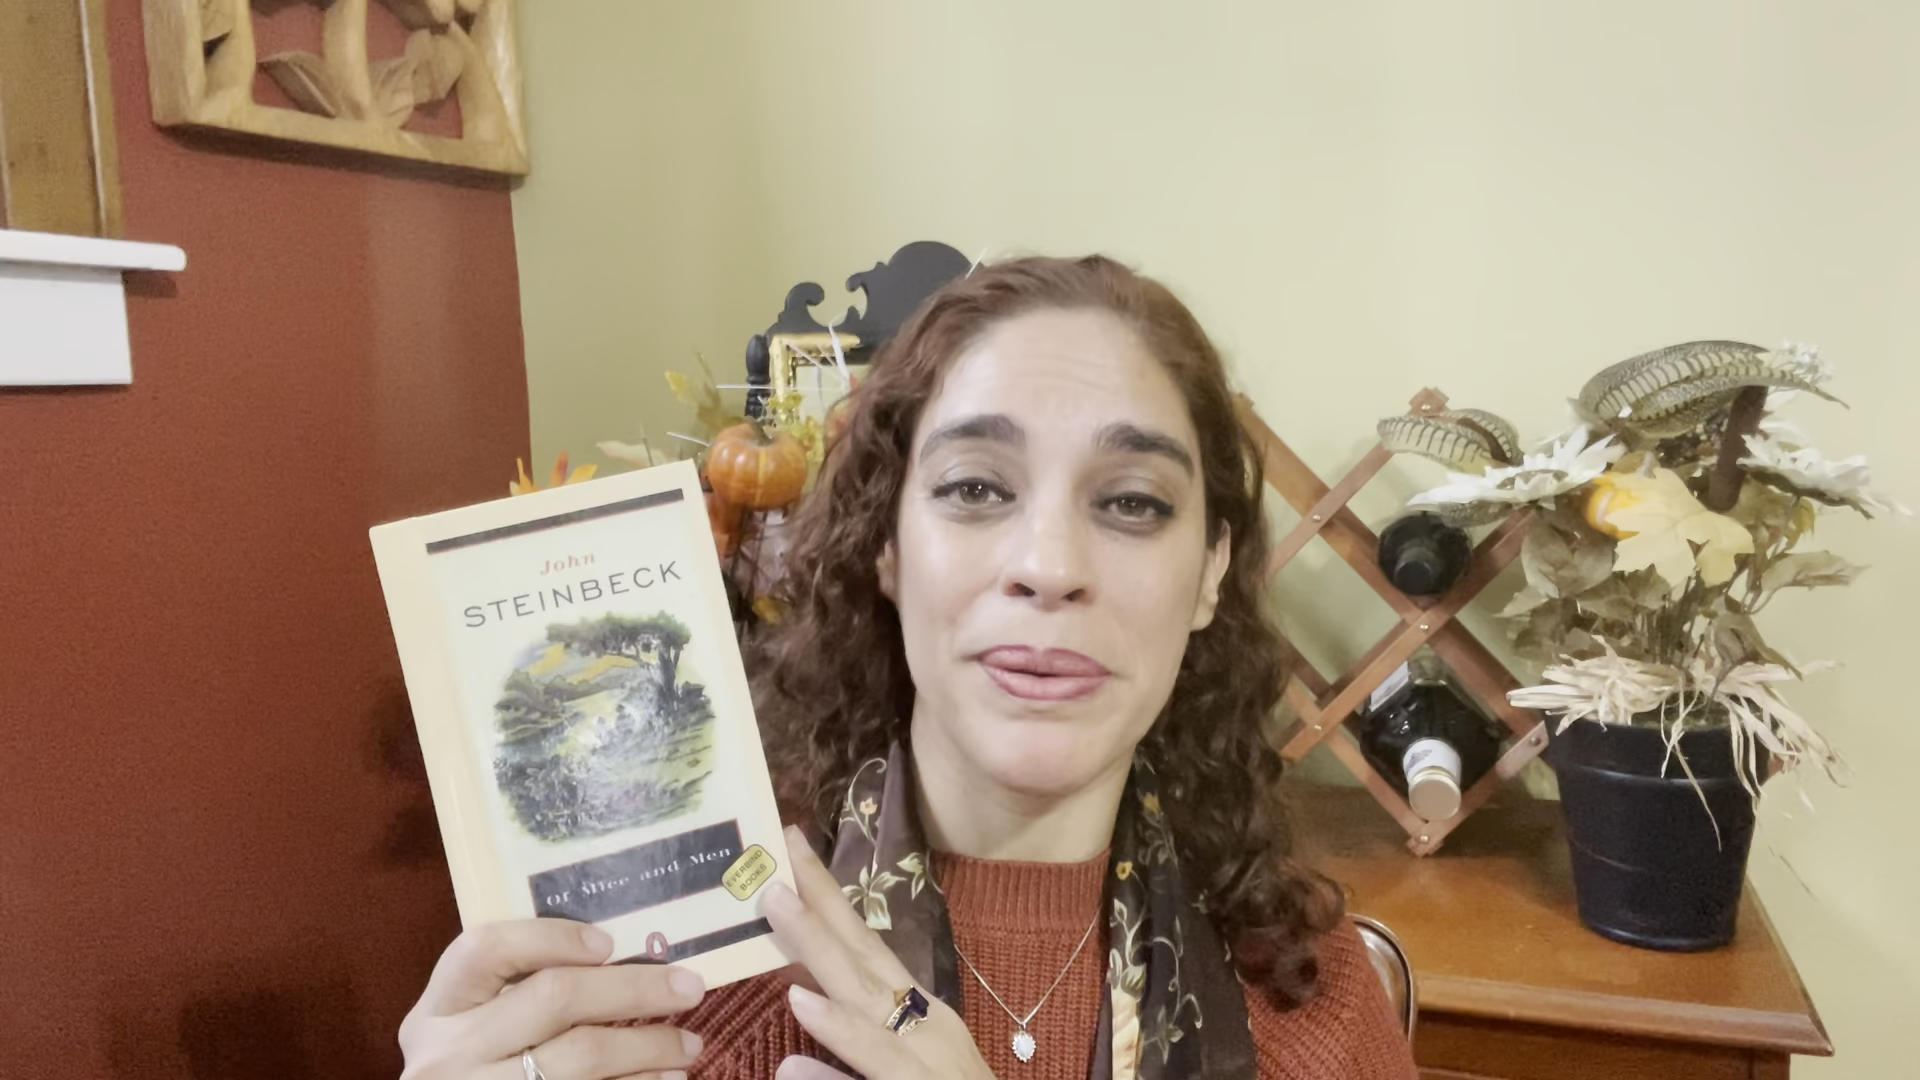 John
STEINBECK
Of Mice and Men
EVERBIND
BOOKS